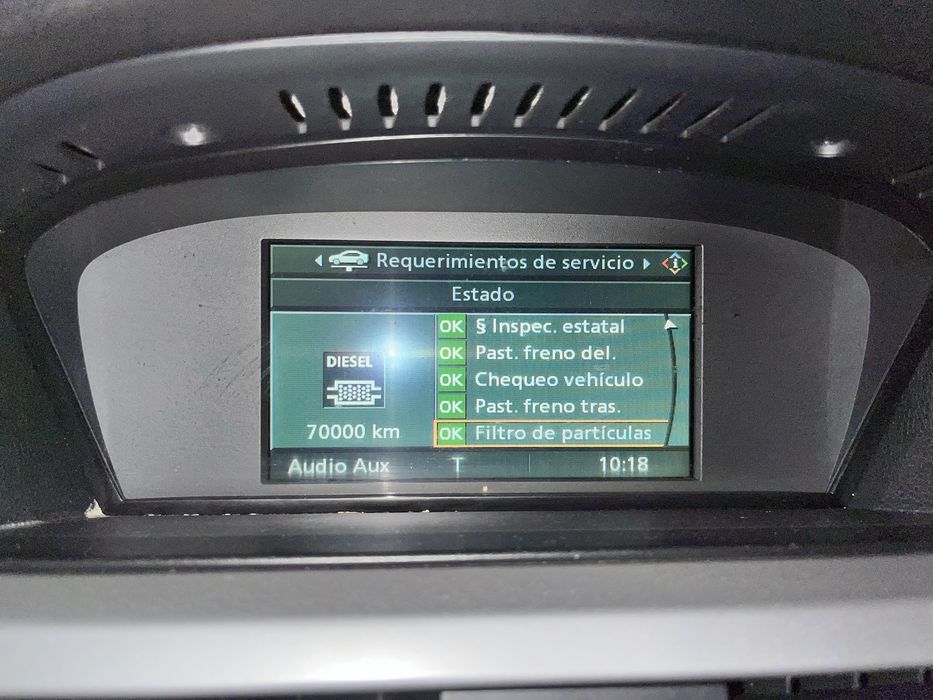 Requerimientos de servicio
Estado
OK § Inspec. estatal
OK Past. freno del.
DIESEL
OK Chequeo vehículo
OK Past. freno tras.
70000 km
OK Filtro de partículas
Audio Aux T 10:18